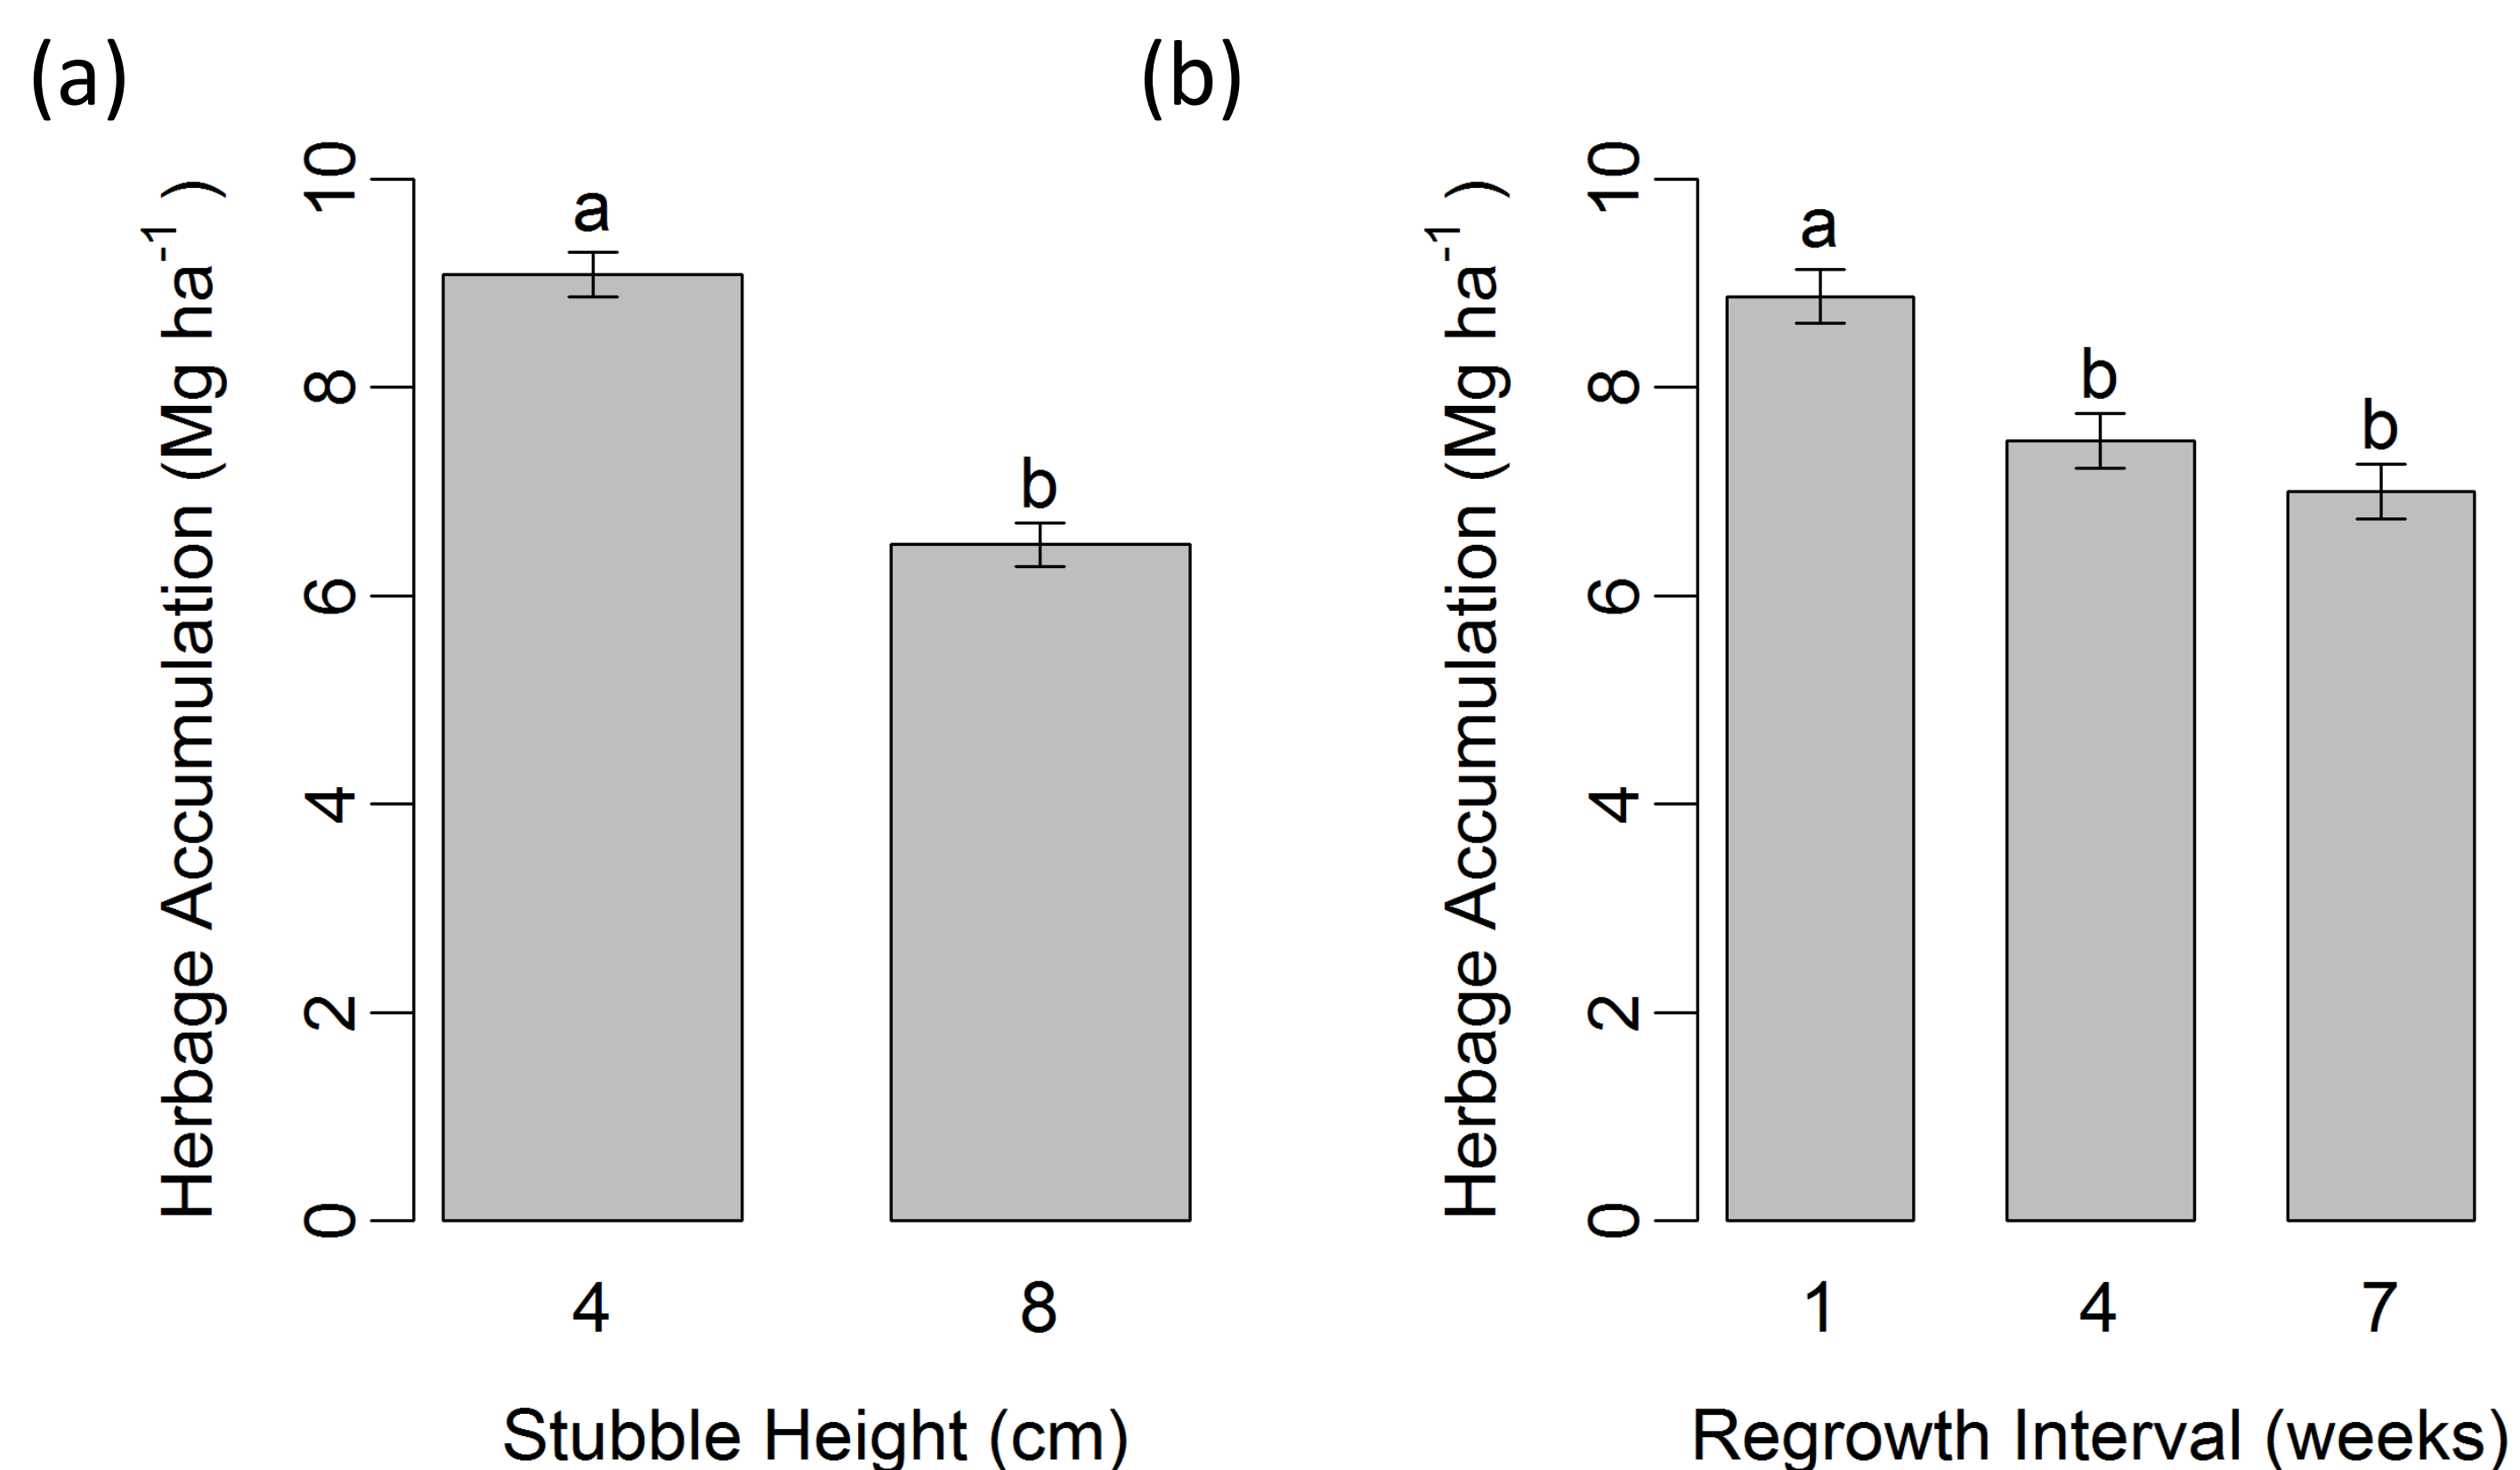 (a)
Herbage Accumulation (Mg ha-1 )
10
8
6
4
2
0
a
b
4
8
Stubble Height (cm)
(b)
Herbage Accumulation (Mg ha-1 )
10
8
6
4
2
0
a
b
b
1
4
7
Regrowth Interval (weeks)